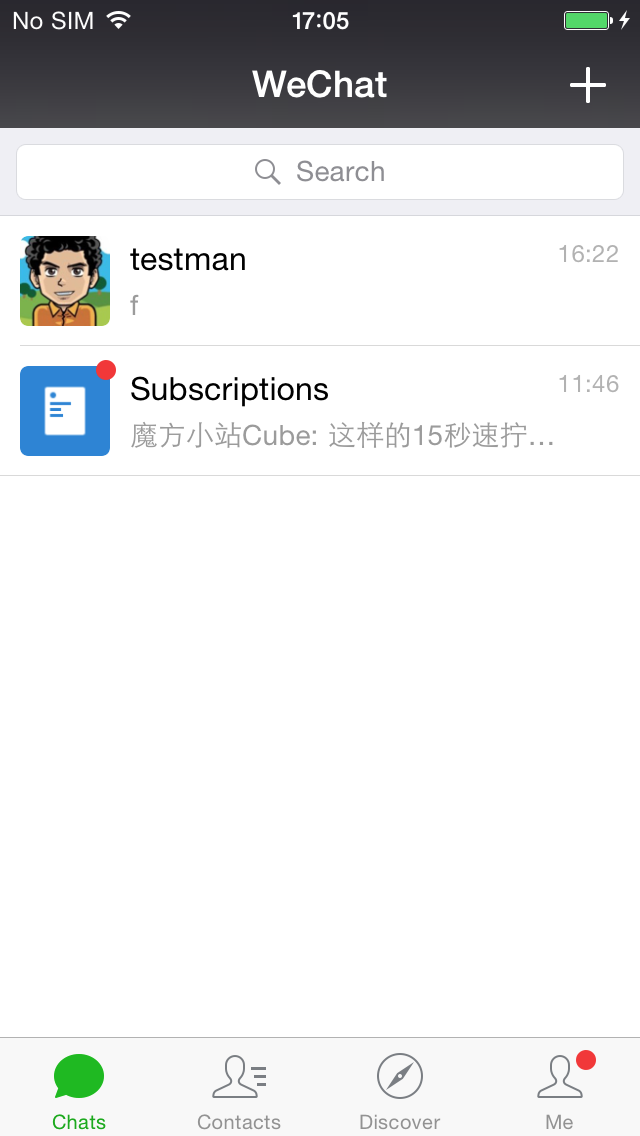 No SIM 17:05
WeChat
Search
testman 16:22
f
Subscriptions 11:46
魔方小站Cube: 这样的15秒速拧…
Chats Contacts Discover Me